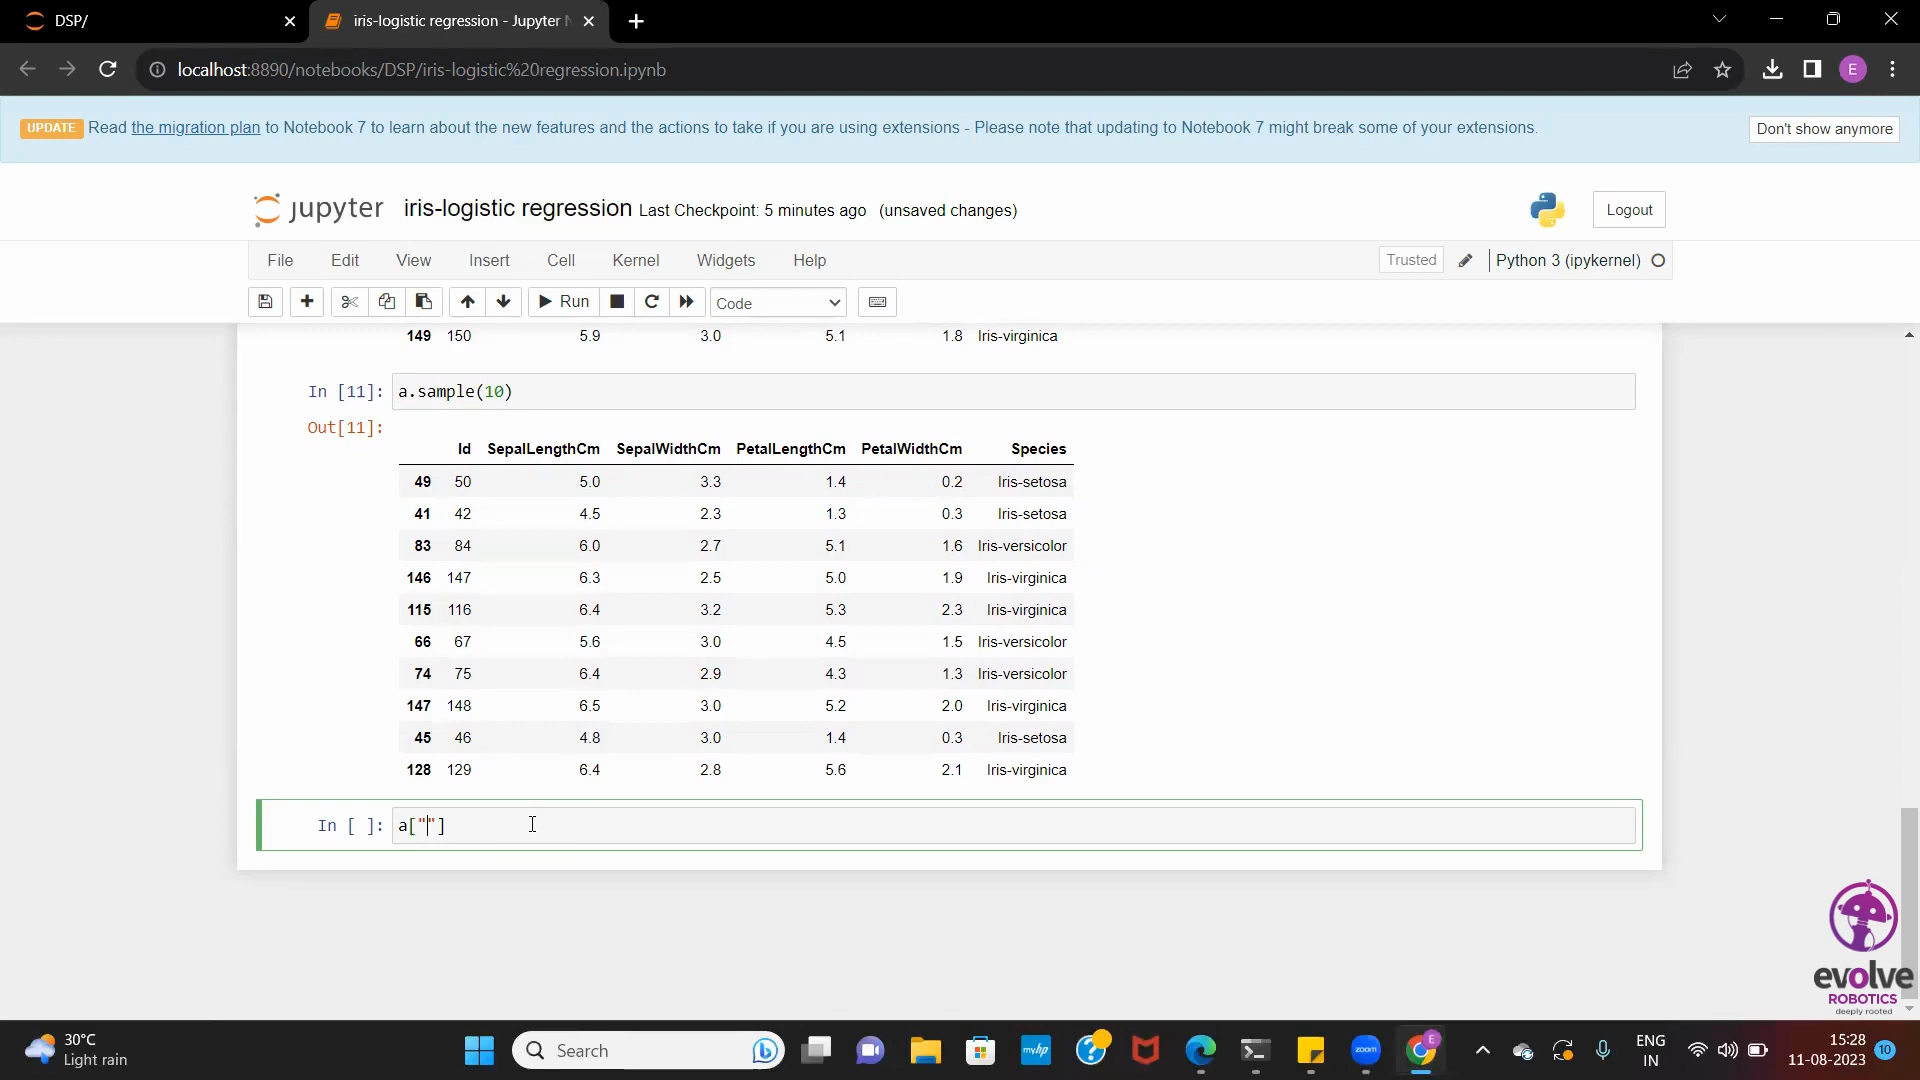 DSP/
iris-logistic regression - Jupyter N
localhost:8890/notebooks/DSP/iris-logistic%20regression.ipynb
E
UPDATE Read the migration plan to Notebook 7 to learn about the new features and the actions to take if you are using extensions - Please note that updating to Notebook 7 might break some of your extensions.
Don't show anymore
jupyter iris-logistic regression Last Checkpoint: 5 minutes ago (unsaved changes)
Logout
File Edit View Insert Cell Kernel Widgets Help
Trusted Python 3 (ipykernel)
Run Code
149 150 5.9 3.0 5.1 1.8 Iris-virginica
In [11]: a.sample(10)
Out[11]:
Id SepalLengthCm SepalWidthCm PetalLengthCm PetalWidthCm Species
49 50 5.0 3.3 1.4 0.2 Iris-setosa
41 42 4.5 2.3 1.3 0.3 Iris-setosa
83 84 6.0 2.7 5.1 1.6 Iris-versicolor
146 147 6.3 2.5 5.0 1.9 Iris-virginica
115 116 6.4 3.2 5.3 2.3 Iris-virginica
66 67 5.6 3.0 4.5 1.5 Iris-versicolor
74 75 6.4 2.9 4.3 1.3 Iris-versicolor
147 148 6.5 3.0 5.2 2.0 Iris-virginica
45 46 4.8 3.0 1.4 0.3 Iris-setosa
128 129 6.4 2.8 5.6 2.1 Iris-virginica
In [ ]: a[""]
evolve
ROBOTICS
deeply rooted
30°C
Light rain
Search
myhp
zoom
E
ENG
IN
15:28
11-08-2023
10